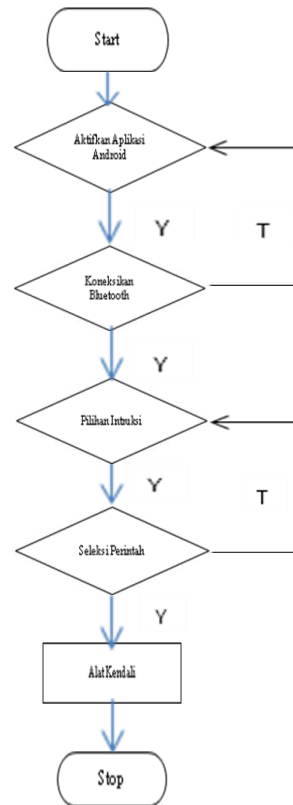 Start
Aktifkan Aplikasi
Android
Y
T
Koneksikan
Bluetooth
Y
Pilihan Intruksi
Y
T
Seleksi Perintah
Y
Alat Kendali
Stop